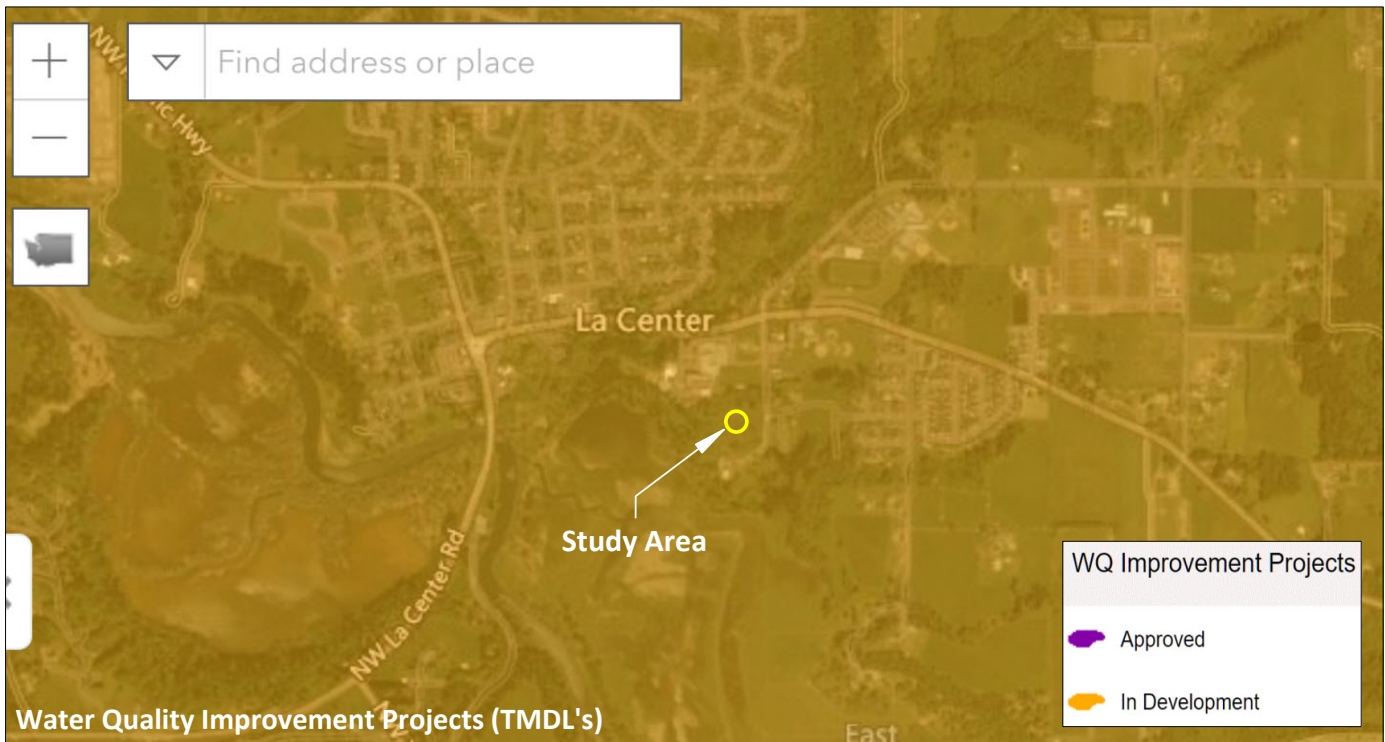 Find address or place
NW
ic Hwy
La Center
Study Area
NW La Center Rd
WQ Improvement Projects
Approved
In Development
Water Quality Improvement Projects (TMDL's)
East